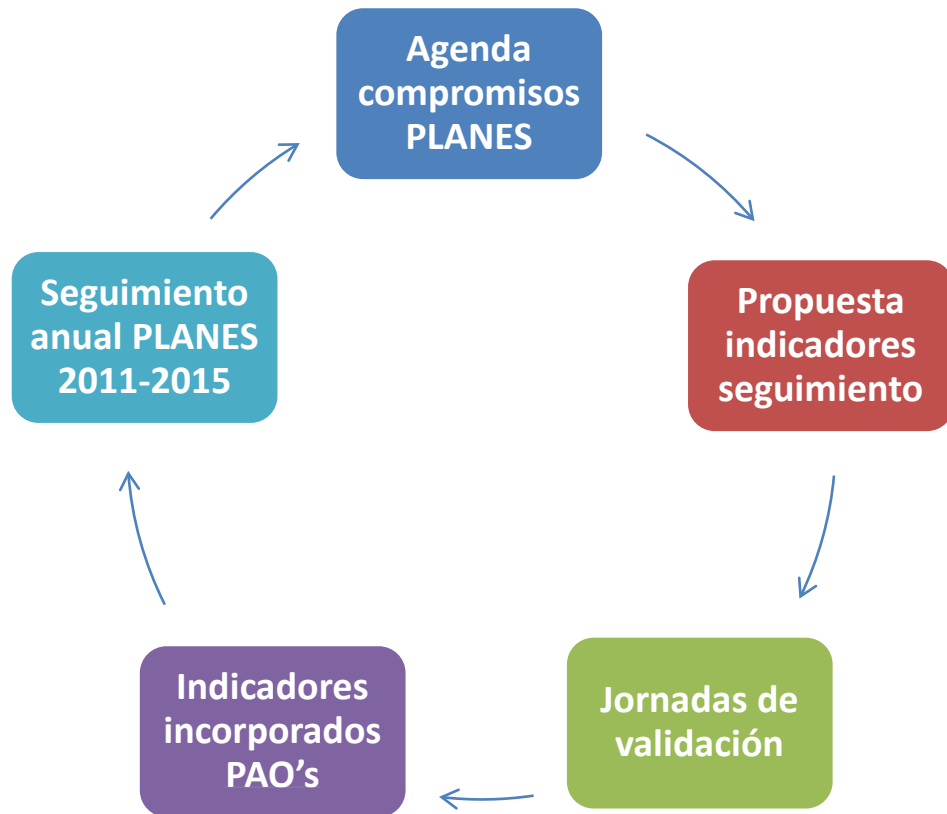 Agenda
compromisos
PLANES
Propuesta
indicadores
seguimiento
Jornadas de
validación
Indicadores
incorporados
PAO’s
Seguimiento
anual PLANES
2011-2015